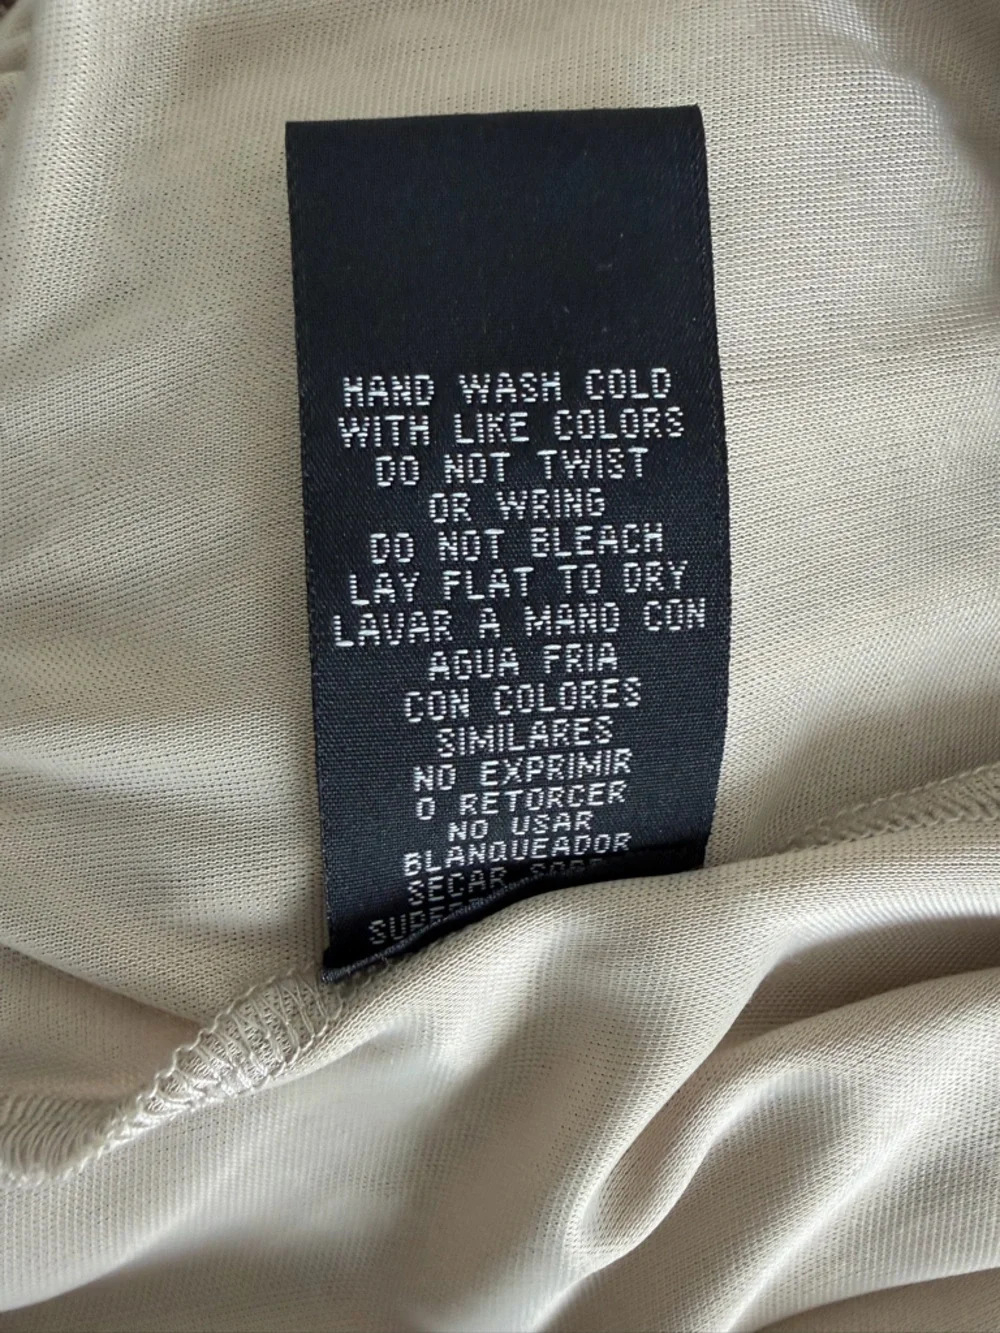 HAND WASH COLD
WITH LIKE COLORS
DO NOT TWIST
OR WRING
DO NOT BLEACH
LAY FLAT TO DRY
LAVAR A MANO CON
AGUA FRIA
CON COLORES
SIMILARES
NO EXPRIMIR
O RETORCER
NO USAR
BLANQUEADOR
SECAR